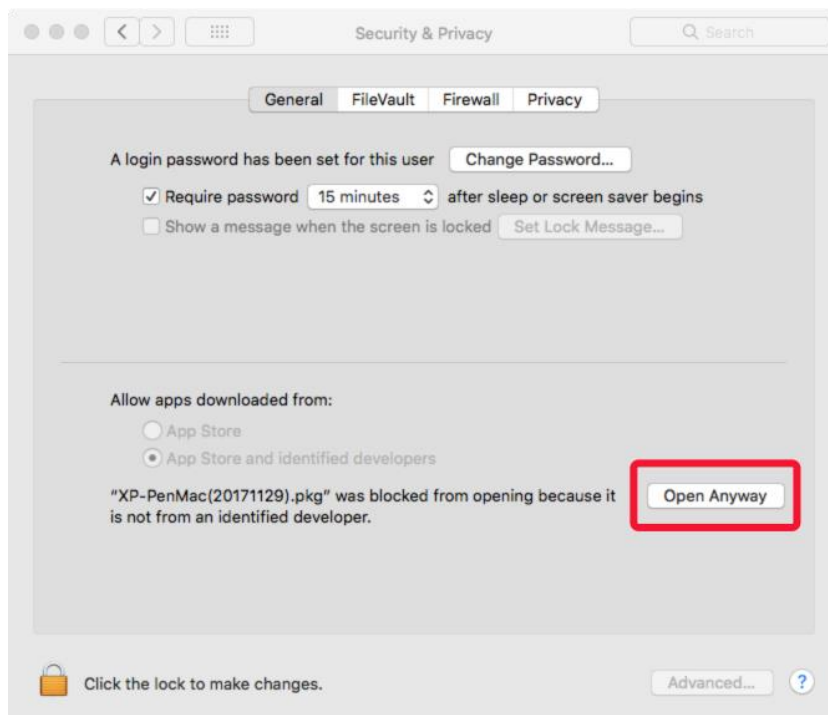 Security & Privacy
Search
General FileVault Firewall Privacy
A login password has been set for this user Change Password...
Require password 15 minutes after sleep or screen saver begins
Show a message when the screen is locked Set Lock Message...
Allow apps downloaded from:
App Store
App Store and identified developers
“XP-PenMac(20171129).pkg” was blocked from opening because it
is not from an identified developer.
Open Anyway
Click the lock to make changes.
Advanced... ?